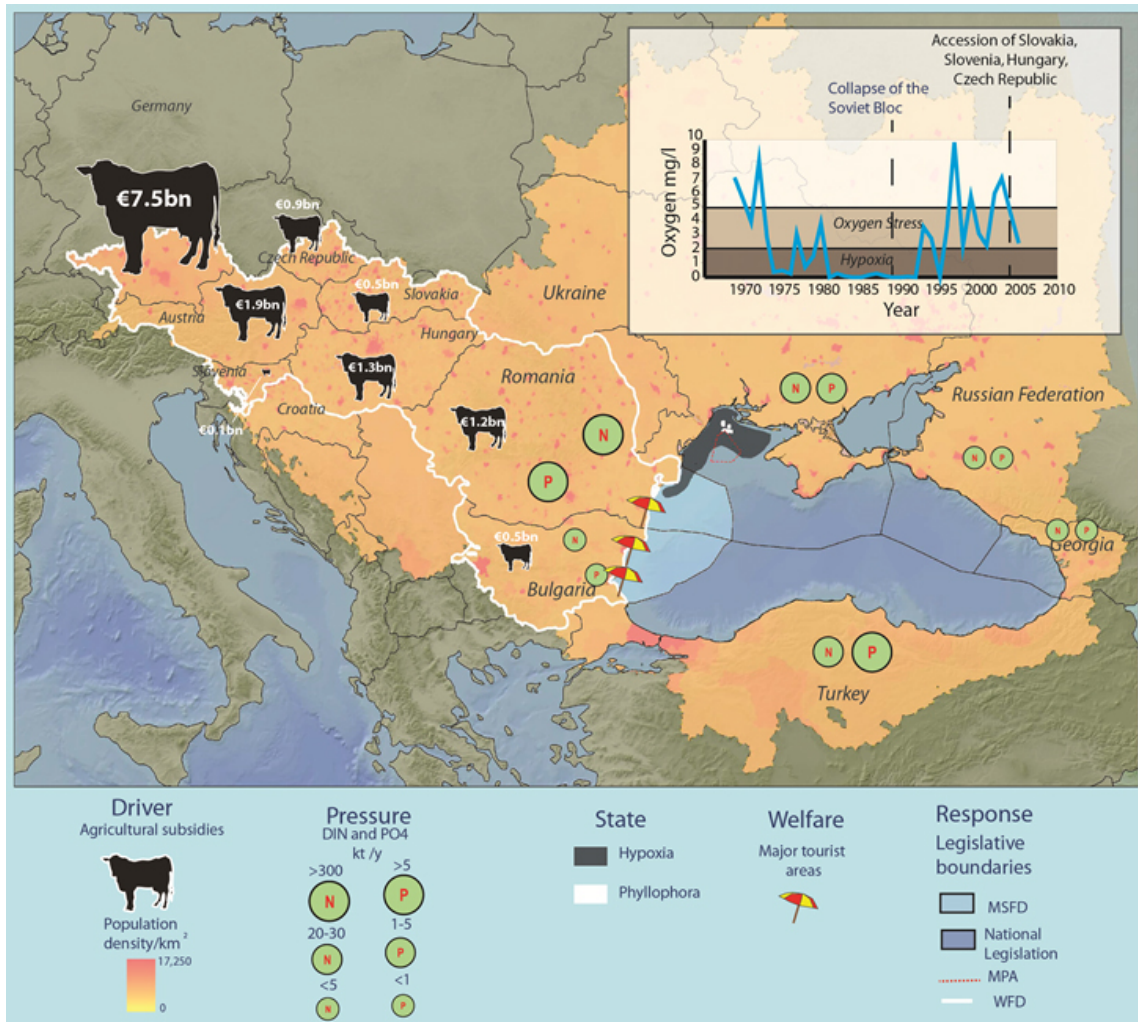 Germany
€7.5bn
€0.9bn
Czech Republic
€0.5bn
Slovakia
€1.9bn
Austria
Hungary
Ukraine
Slovenia
€1.3bn
Romania
Croatia
€0.1bn
€1.2bn
N
P
N
P
Russian Federation
N
P
€0.5bn
N
P
Bulgaria
N
P
Georgia
N
P
Turkey
Accession of Slovakia,
Slovenia, Hungary,
Czech Republic
Collapse of the
Soviet Bloc
Oxygen mg/l
10
9
8
7
6
5
4
3
2
1
0
Oxygen Stress
Hypoxia
1970 1975 1980 1985 1990 1995 2000 2005 2010
Year
Driver
Agricultural subsidies
Population
density/km²
17,250
0
Pressure
DIN and PO4
kt /y
>300 >5
N P
20-30 1-5
N P
<5 <1
N P
State
Hypoxia
Phyllophora
Welfare
Major tourist
areas
Response
Legislative
boundaries
MSFD
National
Legislation
MPA
WFD